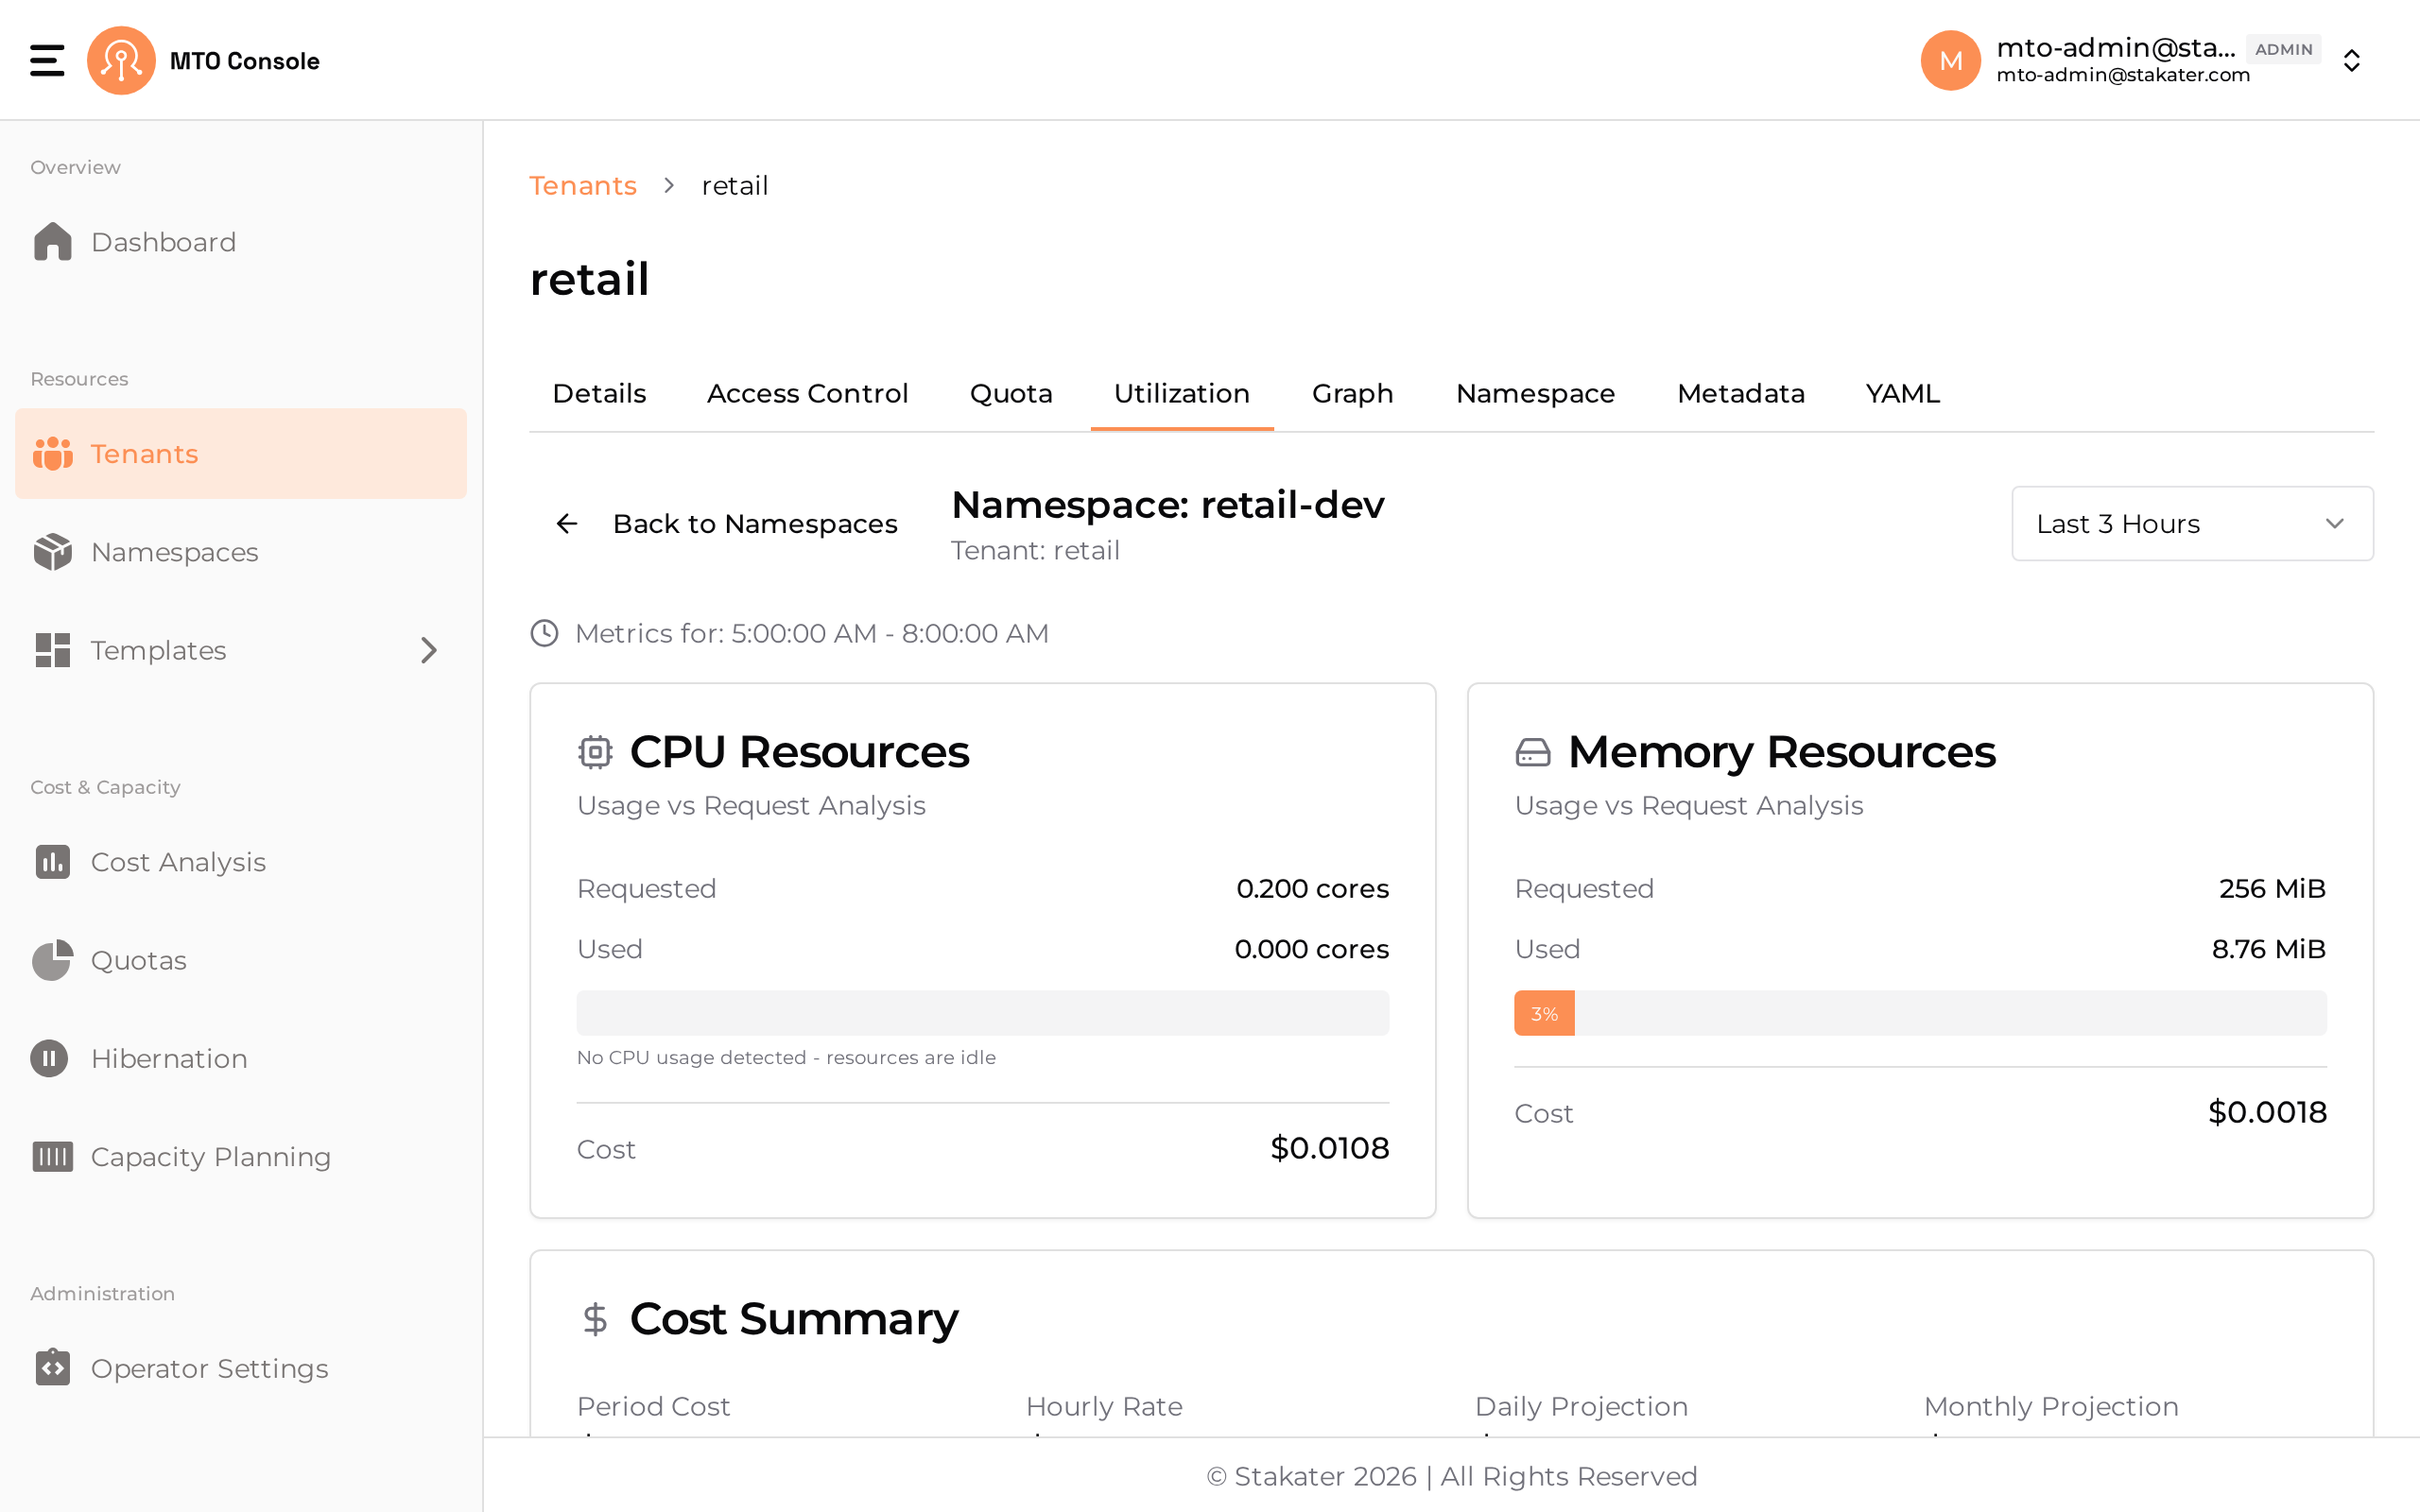 MTO Console
M
mto-admin@sta... ADMIN
mto-admin@stakater.com
Overview
Dashboard
Resources
Tenants
Namespaces
Templates
Cost & Capacity
Cost Analysis
Quotas
Hibernation
Capacity Planning
Administration
Operator Settings
Tenants > retail
retail
Details Access Control Quota Utilization Graph Namespace Metadata YAML
Back to Namespaces
Namespace: retail-dev
Tenant: retail
Last 3 Hours
Metrics for: 5:00:00 AM - 8:00:00 AM
CPU Resources
Usage vs Request Analysis
Requested 0.200 cores
Used 0.000 cores
No CPU usage detected - resources are idle
Cost $0.0108
Memory Resources
Usage vs Request Analysis
Requested 256 MiB
Used 8.76 MiB
3%
Cost $0.0018
Cost Summary
Period Cost Hourly Rate Daily Projection Monthly Projection
© Stakater 2026 | All Rights Reserved